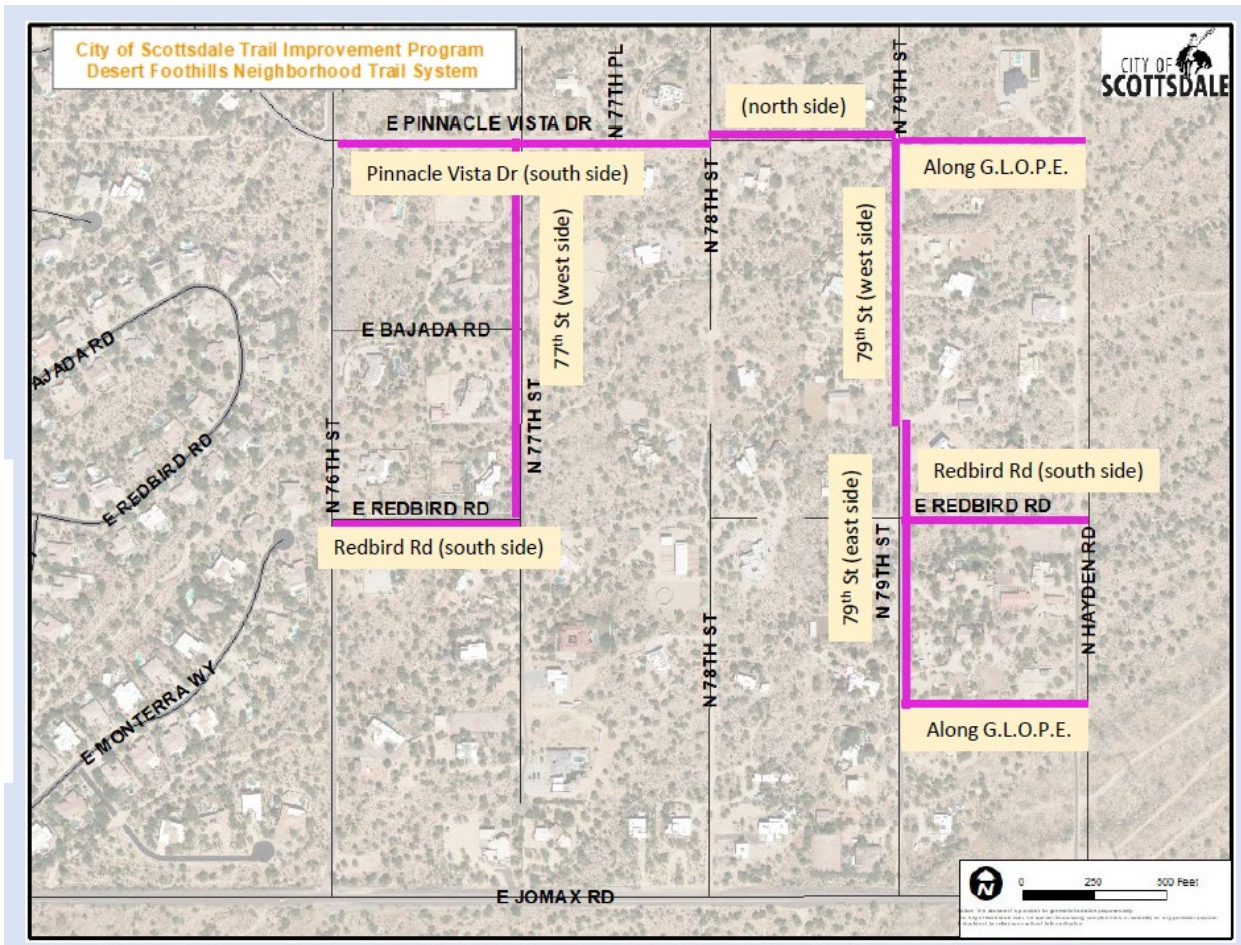 City of Scottsdale Trail Improvement Program
Desert Foothills Neighborhood Trail System
CITY OF
SCOTTSDALE
E PINNACLE VISTA DR
N 77TH PL
(north side)
N 79TH ST
Pinnacle Vista Dr (south side)
Along G.L.O.P.E.
N 78TH ST
77th St (west side)
79th St (west side)
E BAJADA RD
AJADA RD
N 77TH ST
N 76TH ST
E REDBIRD RD
Redbird Rd (south side)
E REDBIRD RD
E REDBIRD RD
Redbird Rd (south side)
79th St (east side)
N 79TH ST
N HAYDEN RD
N 78TH ST
E MONTERRA WY
Along G.L.O.P.E.
E JOMAX RD
N
0 250 500 Feet